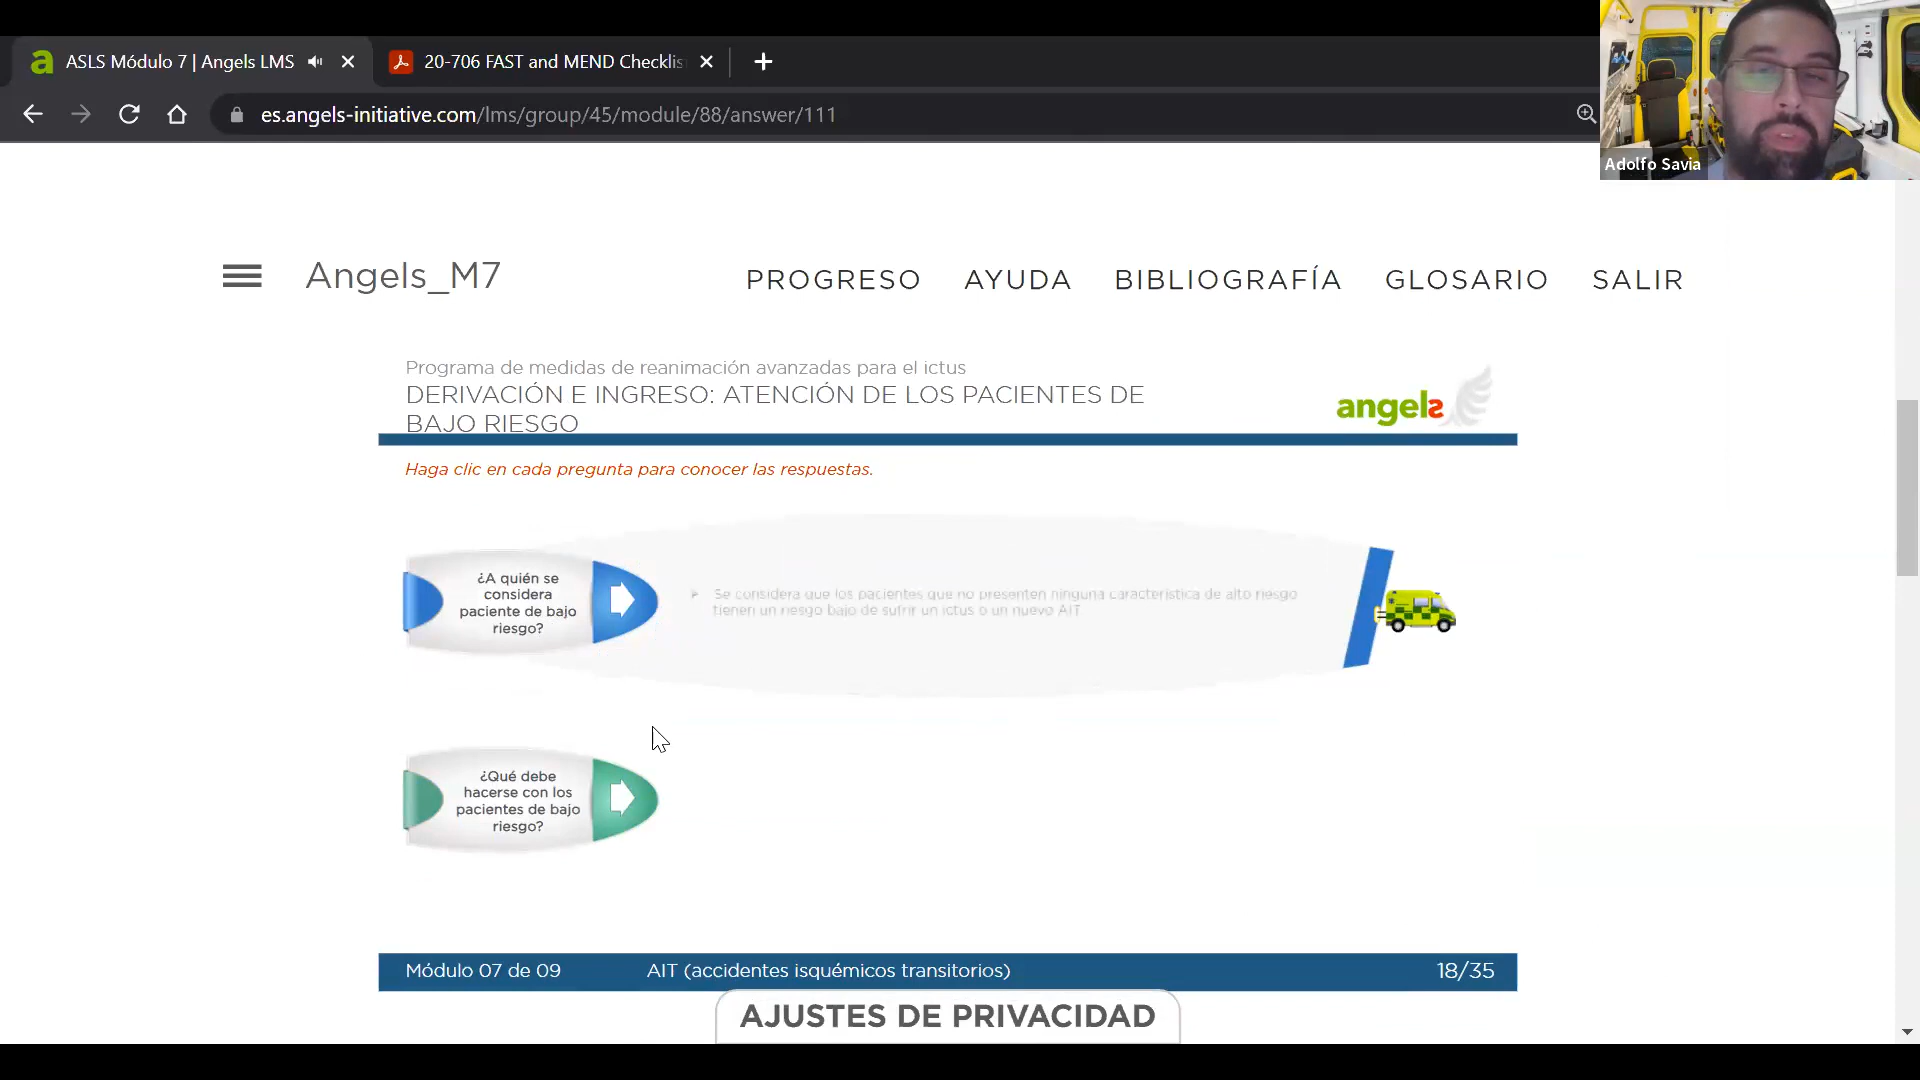 ASLS Módulo 7 | Angels LMS
20-706 FAST and MEND Checklis
es.angels-initiative.com/lms/group/45/module/88/answer/111
Adolfo Savia
Angels_M7
PROGRESO
AYUDA
BIBLIOGRAFÍA
GLOSARIO
SALIR
Programa de medidas de reanimación avanzadas para el ictus
DERIVACIÓN E INGRESO: ATENCIÓN DE LOS PACIENTES DE
BAJO RIESGO
angels
Haga clic en cada pregunta para conocer las respuestas.
¿A quién se
considera
paciente de bajo
riesgo?
Se considera que los pacientes que no presenten ninguna característica de alto riesgo
tienen un riesgo bajo de sufrir un ictus o un nuevo AIT
¿Qué debe
hacerse con los
pacientes de bajo
riesgo?
Módulo 07 de 09
AIT (accidentes isquémicos transitorios)
18/35
AJUSTES DE PRIVACIDAD